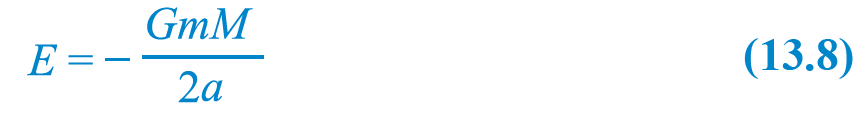 E = − GmM / 2a (13.8)